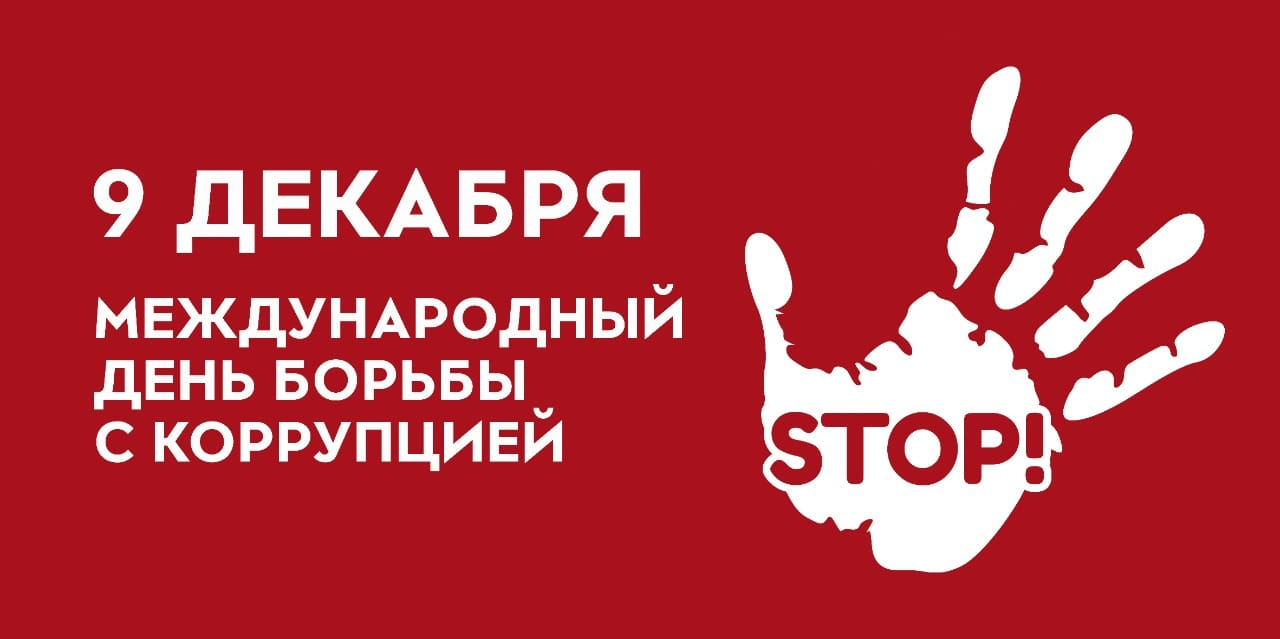 9 ДЕКАБРЯ
МЕЖДУНАРОДНЫЙ
ДЕНЬ БОРЬБЫ
С КОРРУПЦИЕЙ
STOP!